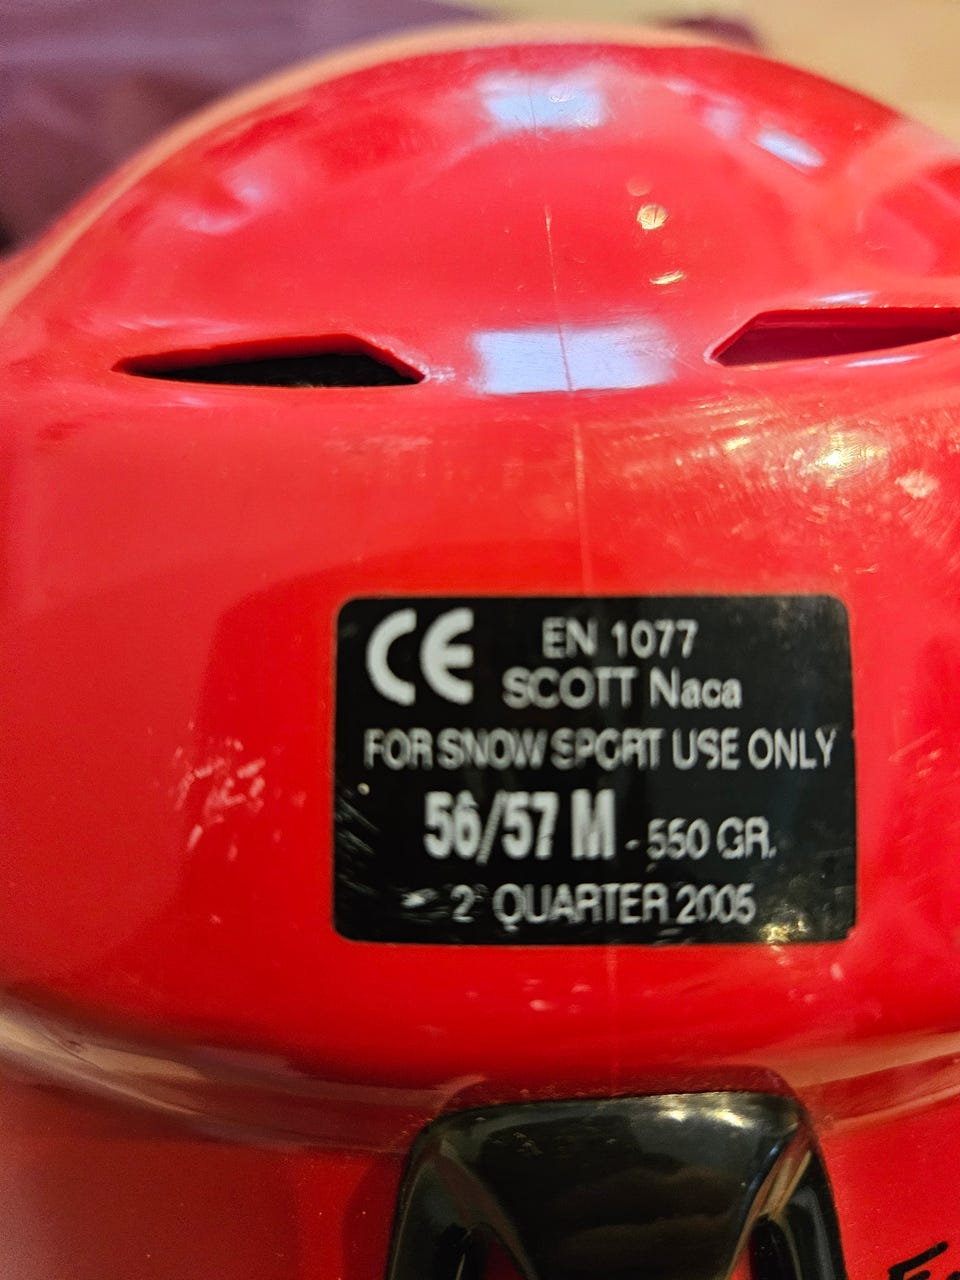 CE EN 1077
SCOTT Naca
FOR SNOW SPORT USE ONLY
56/57 M - 550 GR.
2° QUARTER 2005